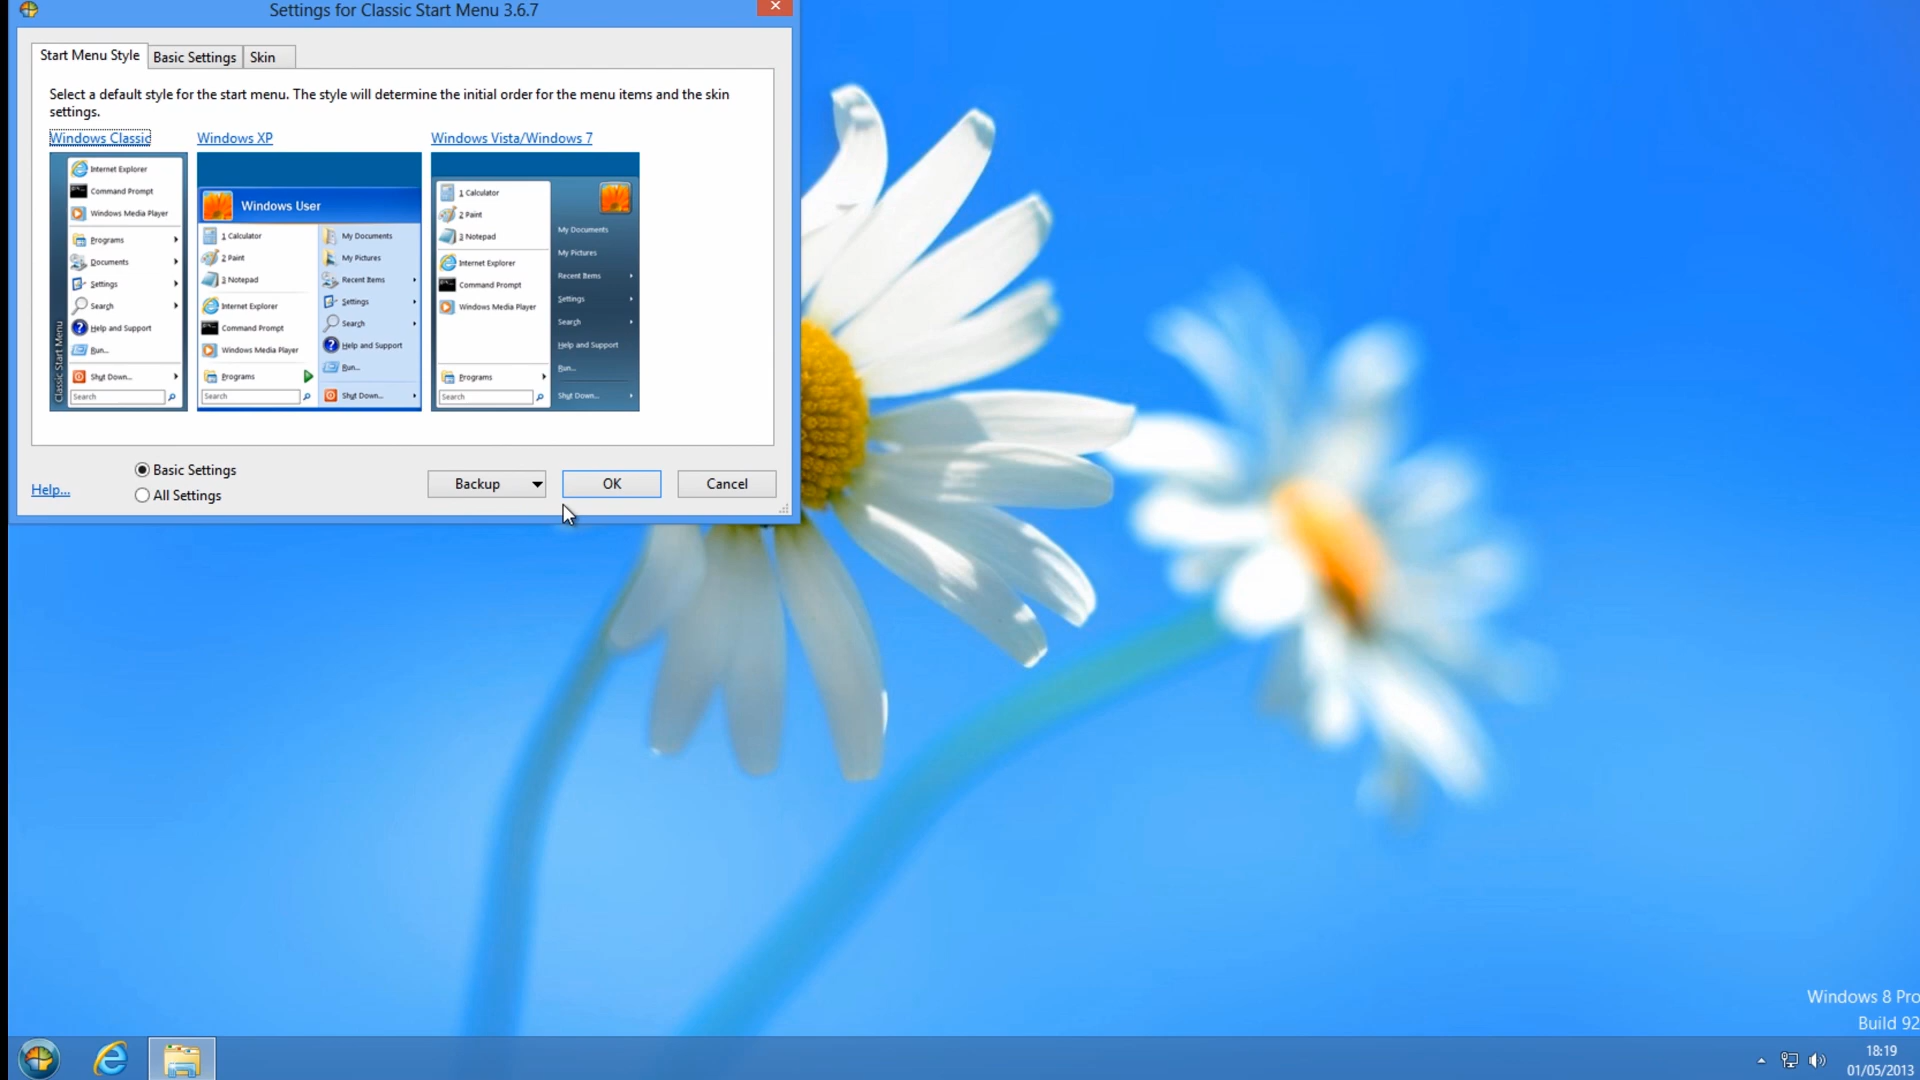 Settings for Classic Start Menu 3.6.7
Start Menu Style
Basic Settings
Skin
Select a default style for the start menu. The style will determine the initial order for the menu items and the skin
settings.
Windows Classic
Windows XP
Windows Vista/Windows 7
Internet Explorer
Command Prompt
Windows Media Player
Programs
Documents
Settings
Search
Help and Support
Run...
Shut Down...
Search
Classic Start Menu
Windows User
1 Calculator
2 Paint
3 Notepad
Internet Explorer
Command Prompt
Windows Media Player
Programs
Search
My Documents
My Pictures
Recent Items
Settings
Search
Help and Support
Run...
Shut Down...
1 Calculator
2 Paint
3 Notepad
Internet Explorer
Command Prompt
Windows Media Player
Programs
Search
My Documents
My Pictures
Recent Items
Settings
Search
Help and Support
Run...
Shut Down...
Help...
Basic Settings
All Settings
Backup
OK
Cancel
Windows 8 Pro
Build 92
18:19
01/05/2013